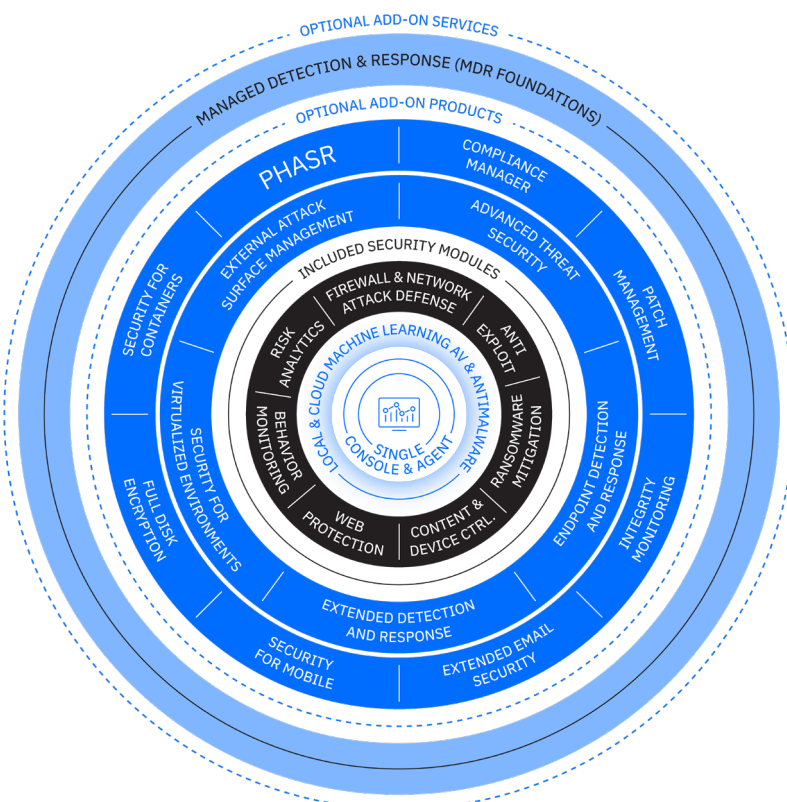 OPTIONAL ADD-ON SERVICES
MANAGED DETECTION & RESPONSE (MDR FOUNDATIONS)
OPTIONAL ADD-ON PRODUCTS
PHASR
COMPLIANCE
MANAGER
PATCH
MANAGEMENT
INTEGRITY
MONITORING
EXTENDED EMAIL
SECURITY
SECURITY
FOR MOBILE
FULL DISK
ENCRYPTION
SECURITY FOR
CONTAINERS
EXTERNAL ATTACK
SURFACE MANAGEMENT
ADVANCED THREAT
SECURITY
ENDPOINT DETECTION
AND RESPONSE
EXTENDED DETECTION
AND RESPONSE
SECURITY FOR
VIRTUALIZED ENVIRONMENTS
INCLUDED SECURITY MODULES
FIREWALL & NETWORK
ATTACK DEFENSE
ANTI
EXPLOIT
RANSOMWARE
MITIGATION
CONTENT &
DEVICE CTRL.
WEB
PROTECTION
BEHAVIOR
MONITORING
RISK
ANALYTICS
LOCAL & CLOUD MACHINE LEARNING AV & ANTIMALWARE
SINGLE
CONSOLE & AGENT